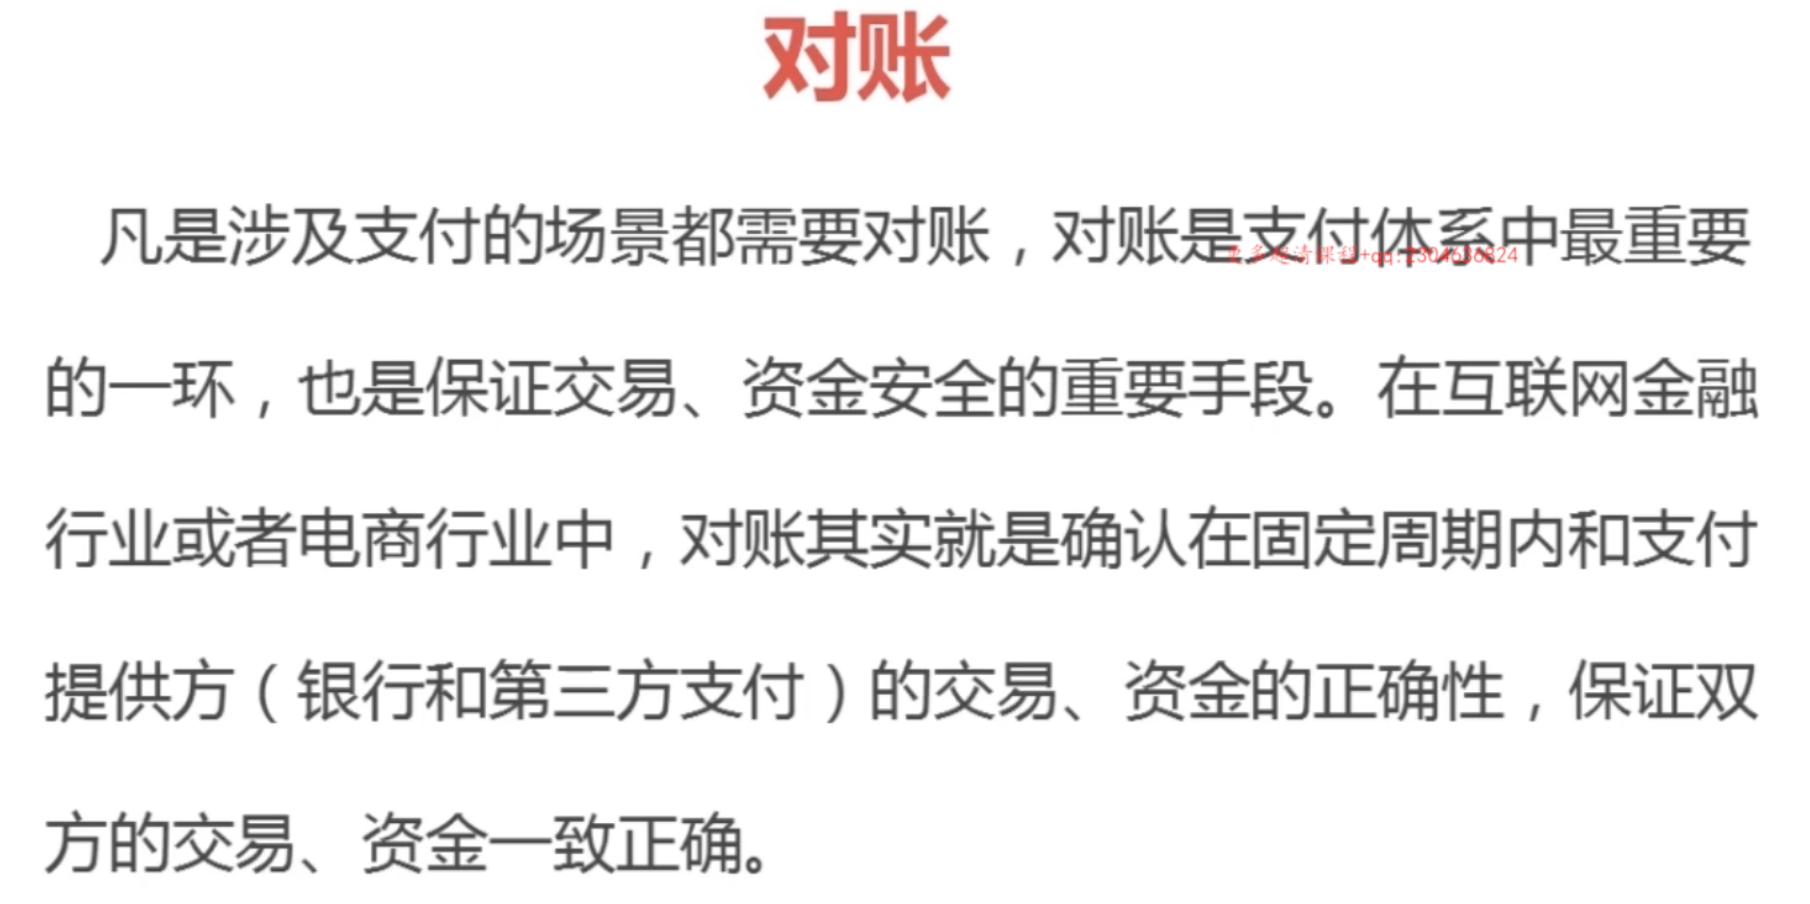 对账
凡是涉及支付的场景都需要对账，对账是支付体系中最重要
更多超清课程+qq:2304636824
的一环，也是保证交易、资金安全的重要手段。在互联网金融
行业或者电商行业中，对账其实就是确认在固定周期内和支付
提供方（银行和第三方支付）的交易、资金的正确性，保证双
方的交易、资金一致正确。